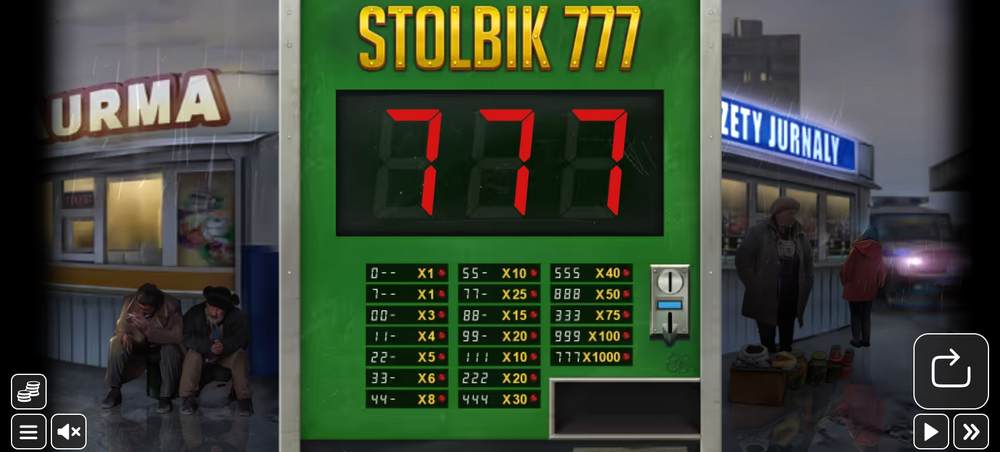 STOLBIK 777
URMA
ZETY JURNALY
777
0-- X1
7-- X1
00- X3
11- X4
22- X5
33- X6
44- X8
55- X10
77- X25
88- X15
99- X20
111 X10
222 X20
444 X30
555 X40
888 X50
333 X75
999 X100
777 X1000